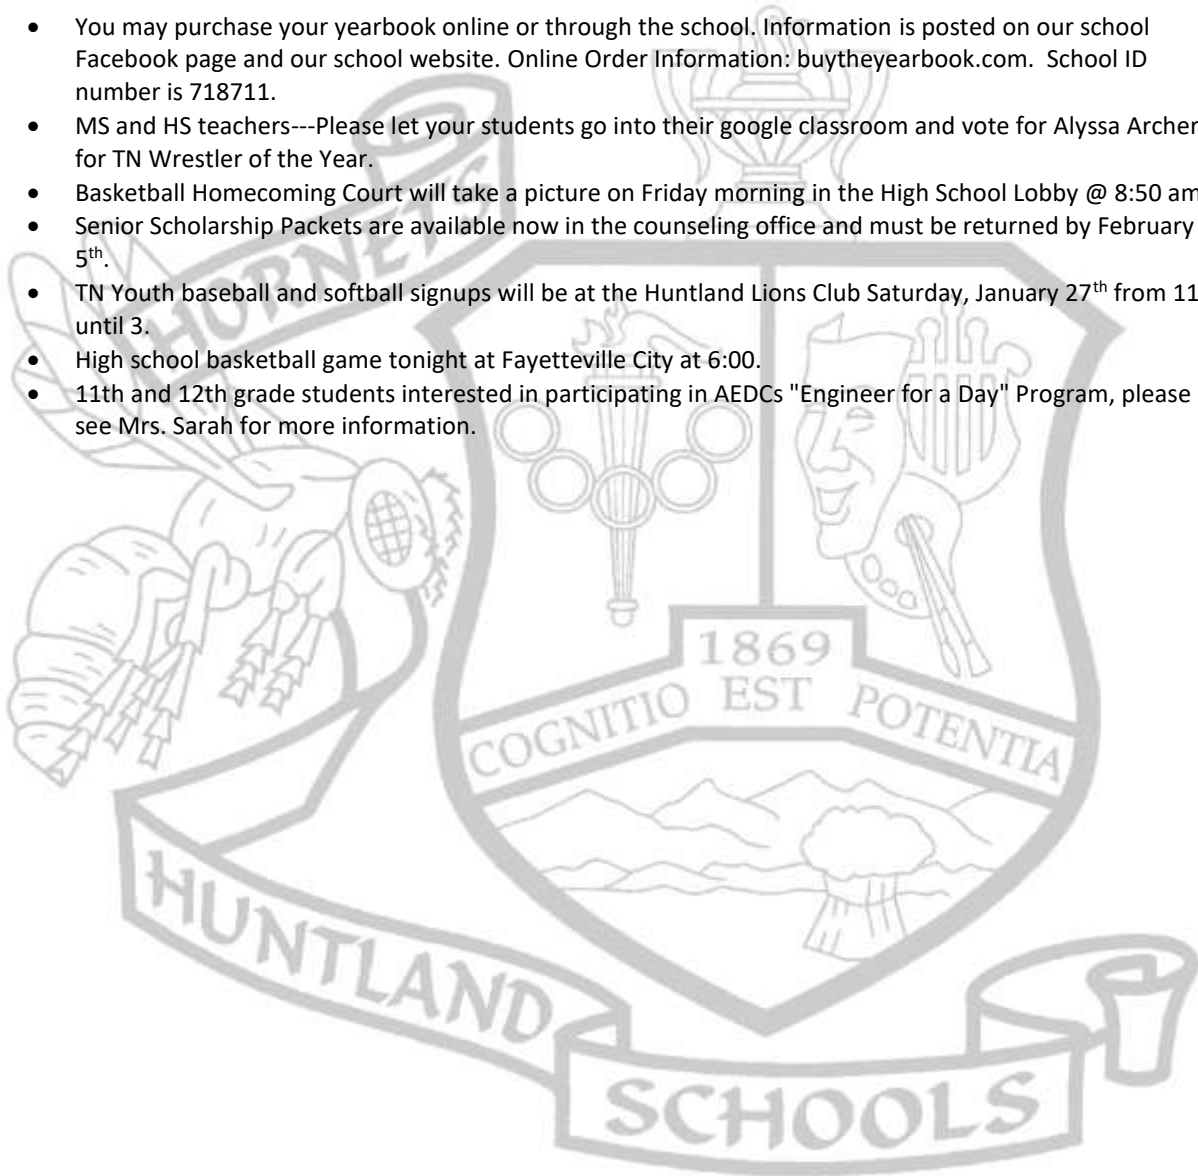 • You may purchase your yearbook online or through the school. Information is posted on our school
Facebook page and our school website. Online Order Information: buytheyearbook.com.  School ID
number is 718711.
• MS and HS teachers---Please let your students go into their google classroom and vote for Alyssa Archer
for TN Wrestler of the Year.
• Basketball Homecoming Court will take a picture on Friday morning in the High School Lobby @ 8:50 am
• Senior Scholarship Packets are available now in the counseling office and must be returned by February
5th.
• TN Youth baseball and softball signups will be at the Huntland Lions Club Saturday, January 27th from 11
until 3.
• High school basketball game tonight at Fayetteville City at 6:00.
• 11th and 12th grade students interested in participating in AEDCs "Engineer for a Day" Program, please
see Mrs. Sarah for more information.
HORNETS
1869
COGNITIO EST POTENTIA
HUNTLAND
SCHOOLS